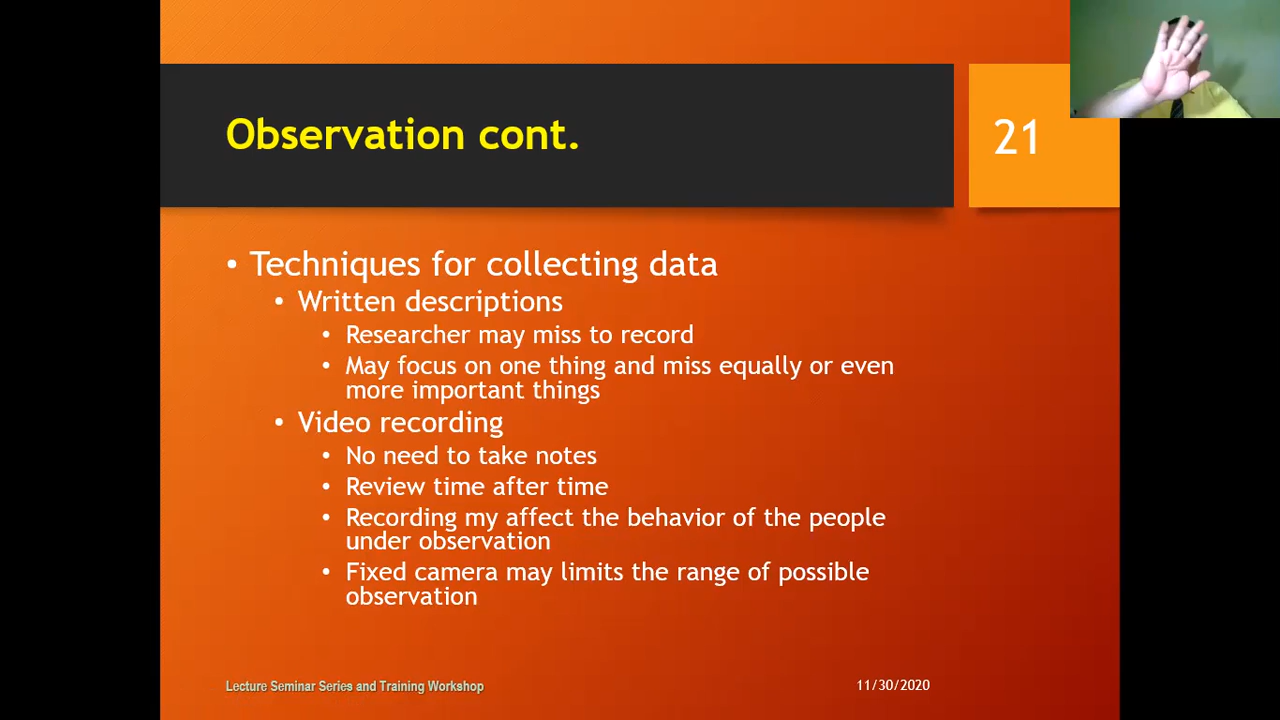 Observation cont.
21
• Techniques for collecting data
• Written descriptions
• Researcher may miss to record
• May focus on one thing and miss equally or even
more important things
• Video recording
• No need to take notes
• Review time after time
• Recording my affect the behavior of the people
under observation
• Fixed camera may limits the range of possible
observation
Lecture Seminar Series and Training Workshop
11/30/2020